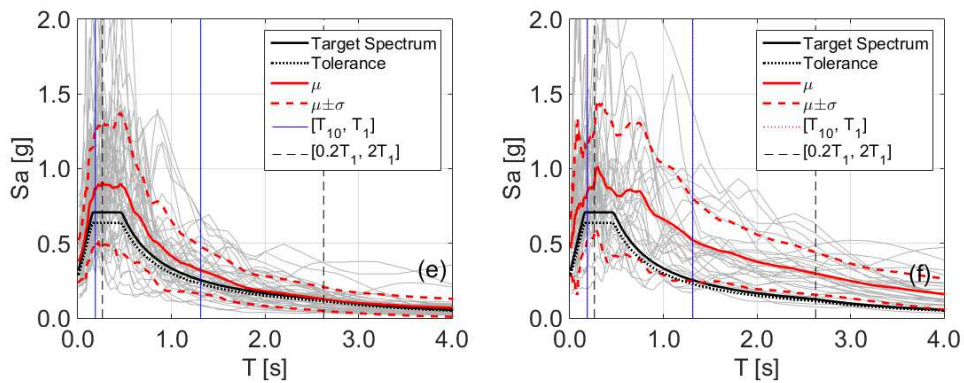 2.0
1.5
1.0
0.5
0.0
Sa [g]
0.0 1.0 2.0 3.0 4.0
T [s]
Target Spectrum
Tolerance
μ
μ±σ
[T10, T1]
[0.2T1, 2T1]
(e)
2.0
1.5
1.0
0.5
0.0
Sa [g]
0.0 1.0 2.0 3.0 4.0
T [s]
Target Spectrum
Tolerance
μ
μ±σ
[T10, T1]
[0.2T1, 2T1]
(f)